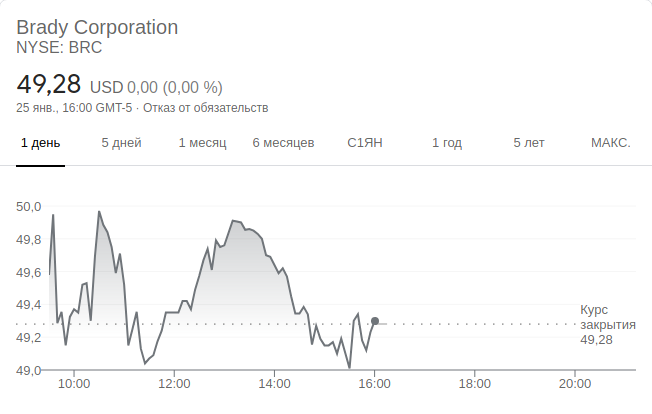 Brady Corporation
NYSE: BRC
49,28 USD 0,00 (0,00 %)
25 янв., 16:00 GMT-5 · Отказ от обязательств
1 день 5 дней 1 месяц 6 месяцев С1ЯН 1 год 5 лет МАКС.
50,0
49,8
49,6
49,4
49,2
49,0
Курс
закрытия
49,28
10:00 12:00 14:00 16:00 18:00 20:00